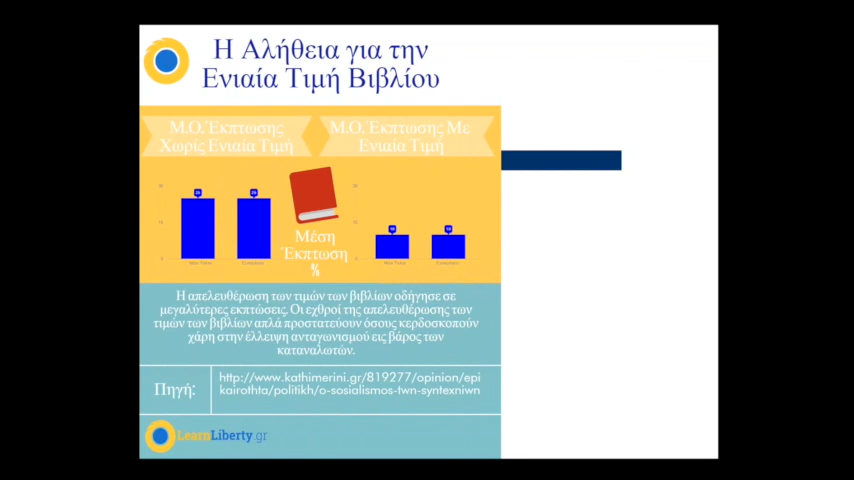 Η Αλήθεια για την
Ενιαία Τιμή Βιβλίου
Μ.Ο. Έκπτωσης
Χωρίς Ενιαία Τιμή
Μ.Ο. Έκπτωσης Με
Ενιαία Τιμή
Μέση
Έκπτωση
%
Η απελευθέρωση των τιμών των βιβλίων οδήγησε σε
μεγαλύτερες εκπτώσεις. Οι εχθροί της απελευθέρωσης των
τιμών των βιβλίων απλά προστατεύουν όσους κερδοσκοπούν
χάρη στην έλλειψη ανταγωνισμού εις βάρος των
καταναλωτών.
Πηγή:
http://www.kathimerini.gr/819277/opinion/epi
kairothta/politikh/o-sosialismos-twn-syntexniwn
LearnLiberty.gr